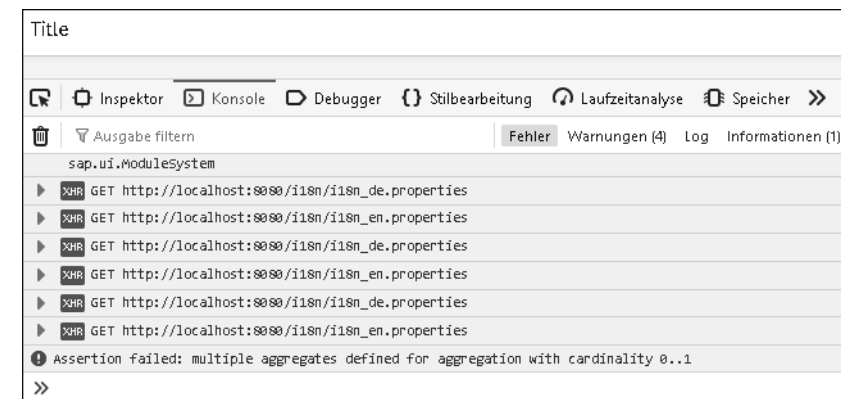 Title
Inspektor Konsole Debugger Stilbearbeitung Laufzeitanalyse Speicher
Ausgabe filtern Fehler Warnungen (4) Log Informationen (1)
sap.ui.ModuleSystem
XHR GET http://localhost:8080/i18n/i18n_de.properties
XHR GET http://localhost:8080/i18n/i18n_en.properties
XHR GET http://localhost:8080/i18n/i18n_de.properties
XHR GET http://localhost:8080/i18n/i18n_en.properties
XHR GET http://localhost:8080/i18n/i18n_de.properties
XHR GET http://localhost:8080/i18n/i18n_en.properties
Assertion failed: multiple aggregates defined for aggregation with cardinality 0..1